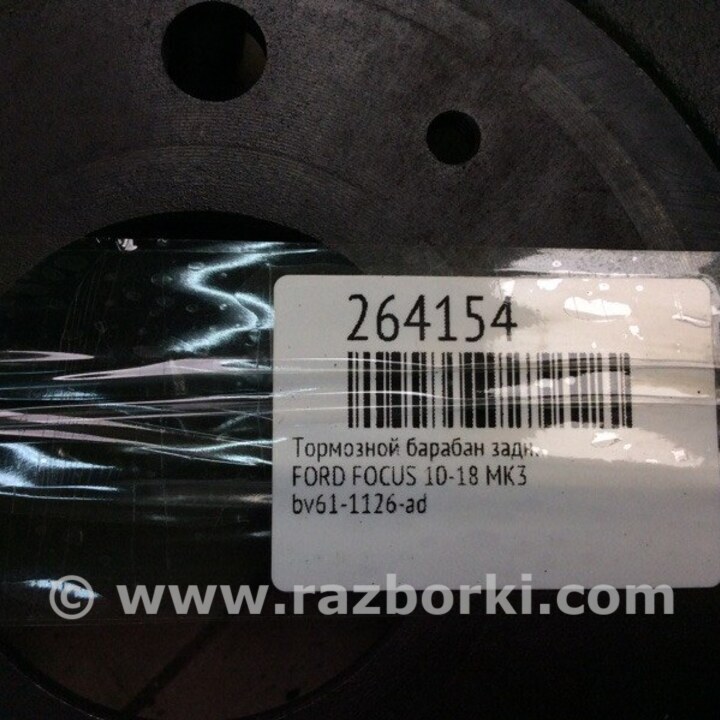 264154
Тормозной барабан задн.
FORD FOCUS 10-18 MK3
bv61-1126-ad
© www.razborki.com